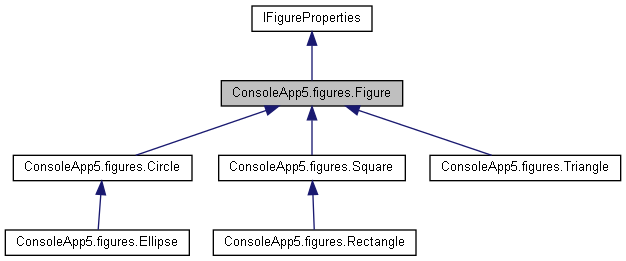 IFigureProperties
ConsoleApp5.figures.Figure
ConsoleApp5.figures.Circle
ConsoleApp5.figures.Square
ConsoleApp5.figures.Triangle
ConsoleApp5.figures.Ellipse
ConsoleApp5.figures.Rectangle